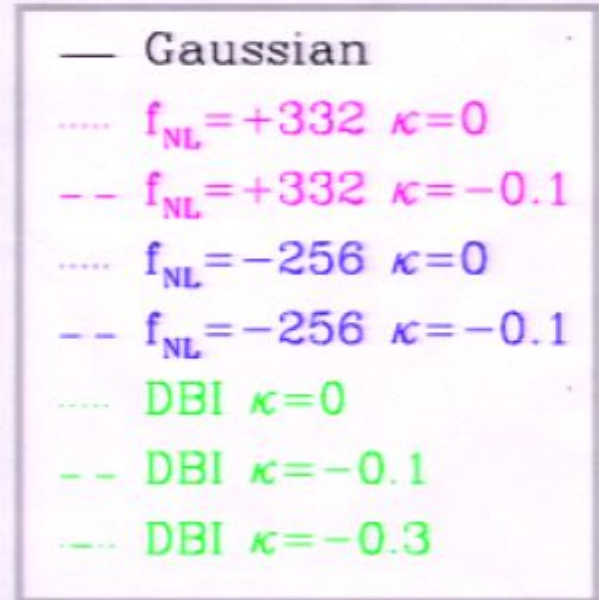 Gaussian
f_NL=+332 κ=0
f_NL=+332 κ=-0.1
f_NL=-256 κ=0
f_NL=-256 κ=-0.1
DBI κ=0
DBI κ=-0.1
DBI κ=-0.3